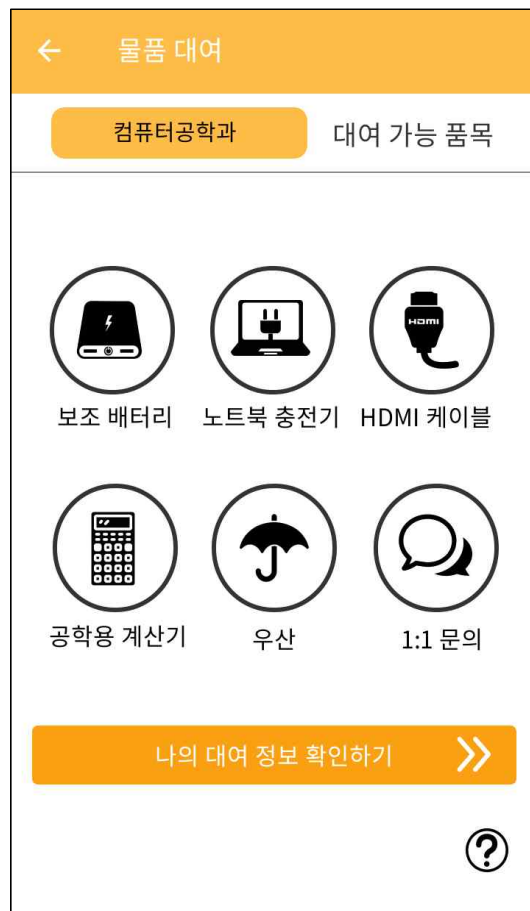 물품 대여
컴퓨터공학과 대여 가능 품목
HDMI
보조 배터리 노트북 충전기 HDMI 케이블
공학용 계산기 우산 1:1 문의
나의 대여 정보 확인하기
?